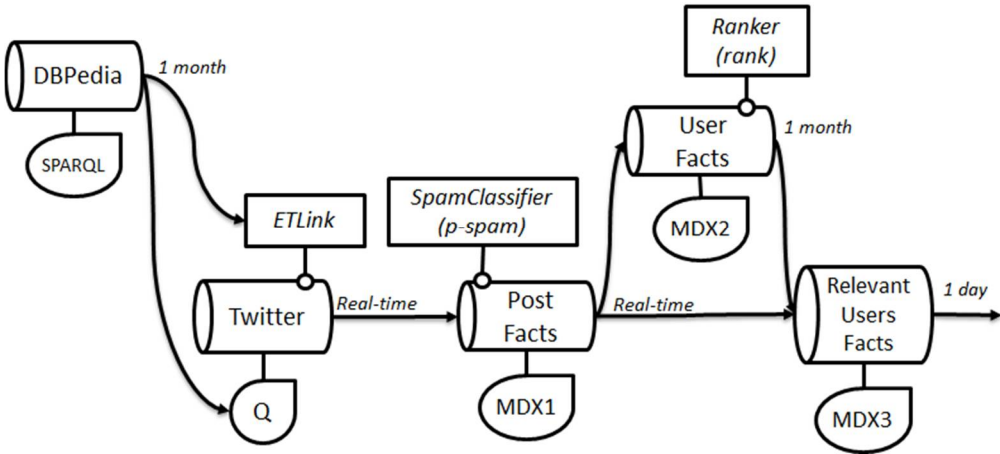 DBPedia
1 month
SPARQL
ETLink
Twitter
Q
Real-time
SpamClassifier
(p-spam)
Post
Facts
MDX1
Real-time
Ranker
(rank)
User
Facts
1 month
MDX2
Relevant
Users
Facts
1 day
MDX3